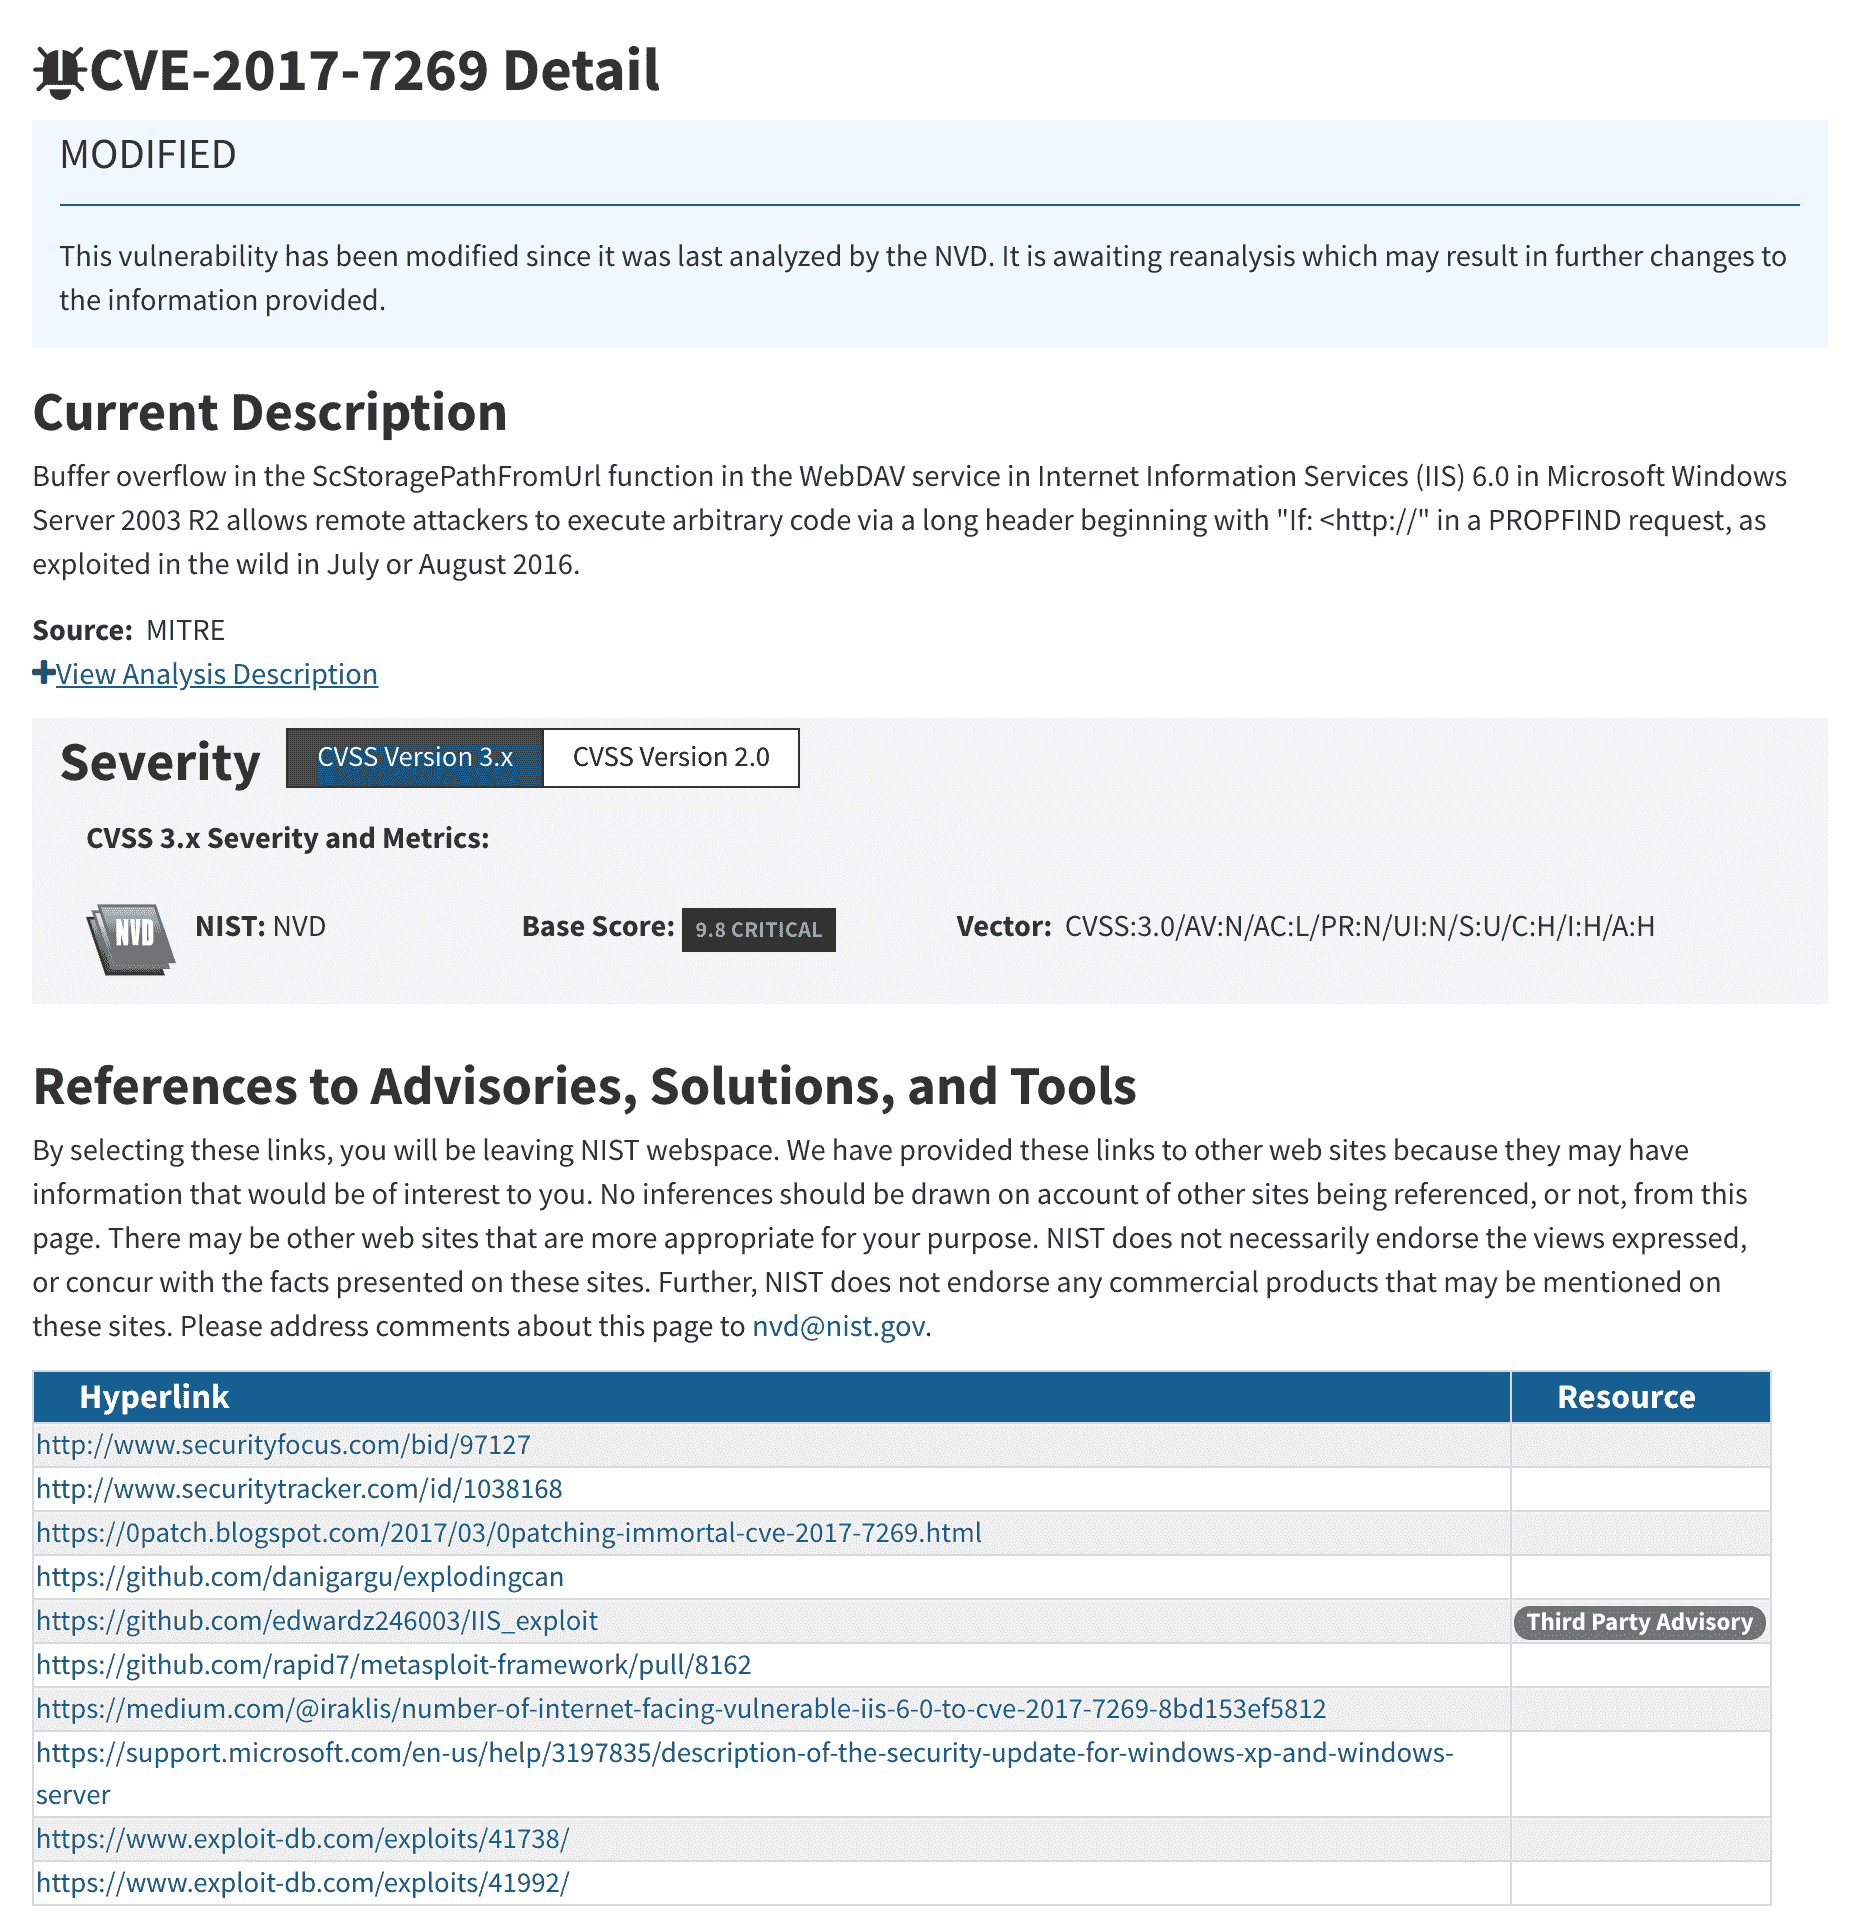 CVE-2017-7269 Detail
MODIFIED
This vulnerability has been modified since it was last analyzed by the NVD. It is awaiting reanalysis which may result in further changes to
the information provided.
Current Description
Buffer overflow in the ScStoragePathFromUrl function in the WebDAV service in Internet Information Services (IIS) 6.0 in Microsoft Windows
Server 2003 R2 allows remote attackers to execute arbitrary code via a long header beginning with "If: <http://" in a PROPFIND request, as
exploited in the wild in July or August 2016.
Source: MITRE
View Analysis Description
Severity CVSS Version 3.x CVSS Version 2.0
CVSS 3.x Severity and Metrics:
NVD NIST: NVD Base Score: 9.8 CRITICAL Vector: CVSS:3.0/AV:N/AC:L/PR:N/UI:N/S:U/C:H/I:H/A:H
References to Advisories, Solutions, and Tools
By selecting these links, you will be leaving NIST webspace. We have provided these links to other web sites because they may have
information that would be of interest to you. No inferences should be drawn on account of other sites being referenced, or not, from this
page. There may be other web sites that are more appropriate for your purpose. NIST does not necessarily endorse the views expressed,
or concur with the facts presented on these sites. Further, NIST does not endorse any commercial products that may be mentioned on
these sites. Please address comments about this page to nvd@nist.gov.
Hyperlink Resource
http://www.securityfocus.com/bid/97127
http://www.securitytracker.com/id/1038168
https://0patch.blogspot.com/2017/03/0patching-immortal-cve-2017-7269.html
https://github.com/danigargu/explodingcan
https://github.com/edwardz246003/IIS_exploit Third Party Advisory
https://github.com/rapid7/metasploit-framework/pull/8162
https://medium.com/@iraklis/number-of-internet-facing-vulnerable-iis-6-0-to-cve-2017-7269-8bd153ef5812
https://support.microsoft.com/en-us/help/3197835/description-of-the-security-update-for-windows-xp-and-windows-
server
https://www.exploit-db.com/exploits/41738/
https://www.exploit-db.com/exploits/41992/